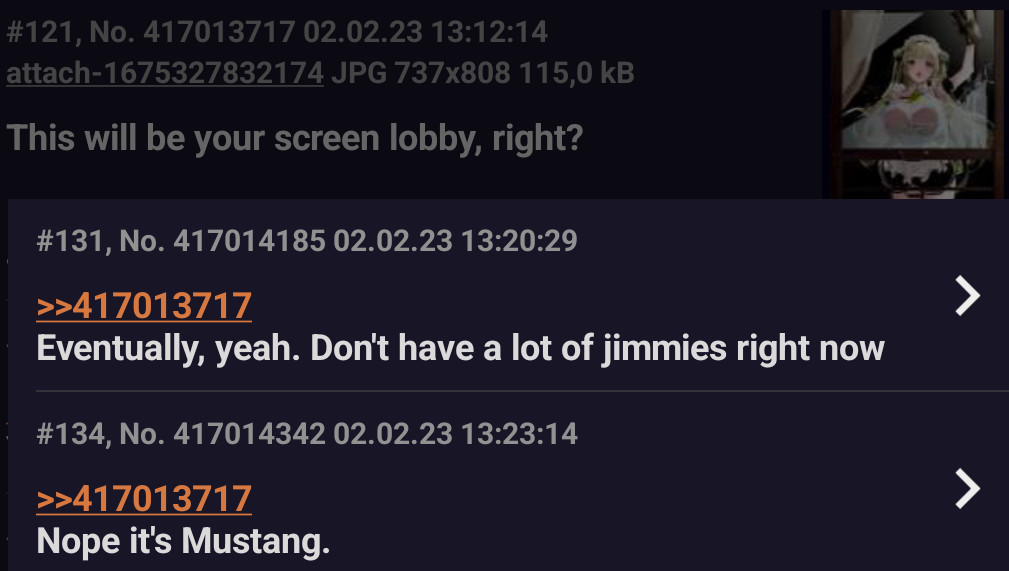 #121, No. 417013717 02.02.23 13:12:14
attach-1675327832174 JPG 737x808 115,0 kB
This will be your screen lobby, right?
#131, No. 417014185 02.02.23 13:20:29
>>417013717
Eventually, yeah. Don't have a lot of jimmies right now
#134, No. 417014342 02.02.23 13:23:14
>>417013717
Nope it's Mustang.